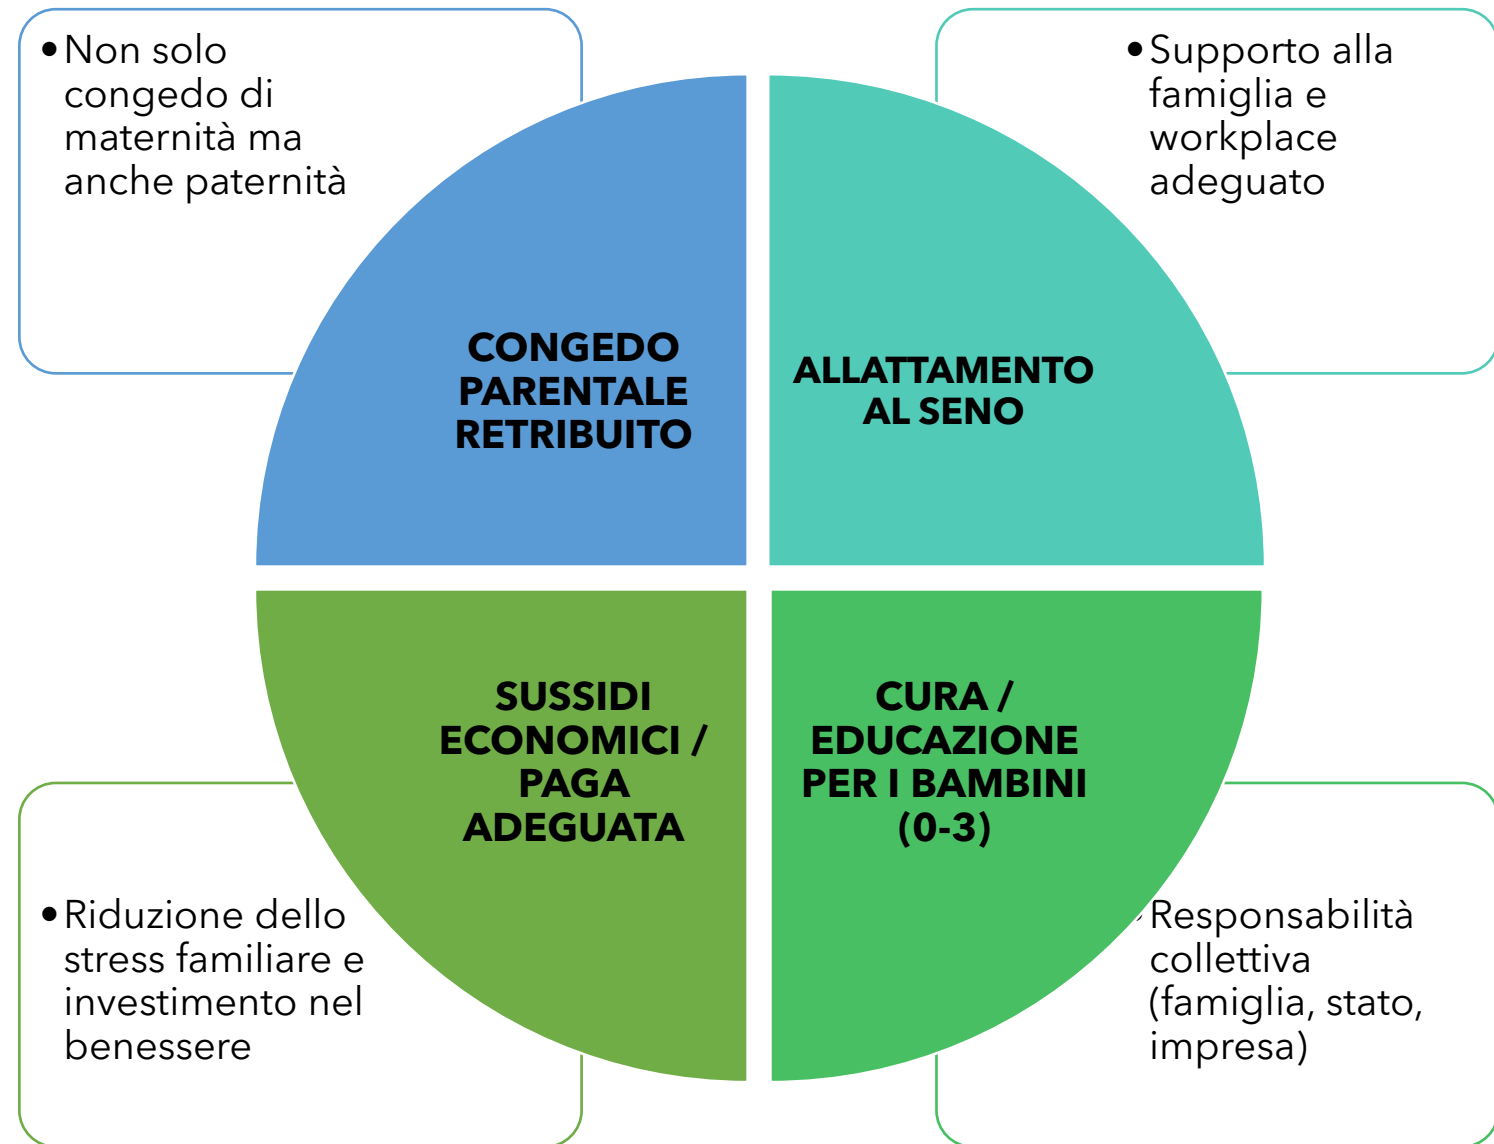 •Non solo
congedo di
maternità ma
anche paternità
•Supporto alla
famiglia e
workplace
adeguato
CONGEDO
PARENTALE
RETRIBUITO
ALLATTAMENTO
AL SENO
SUSSIDI
ECONOMICI /
PAGA
ADEGUATA
CURA /
EDUCAZIONE
PER I BAMBINI
(0-3)
•Riduzione dello
stress familiare e
investimento nel
benessere
•Responsabilità
collettiva
(famiglia, stato,
impresa)